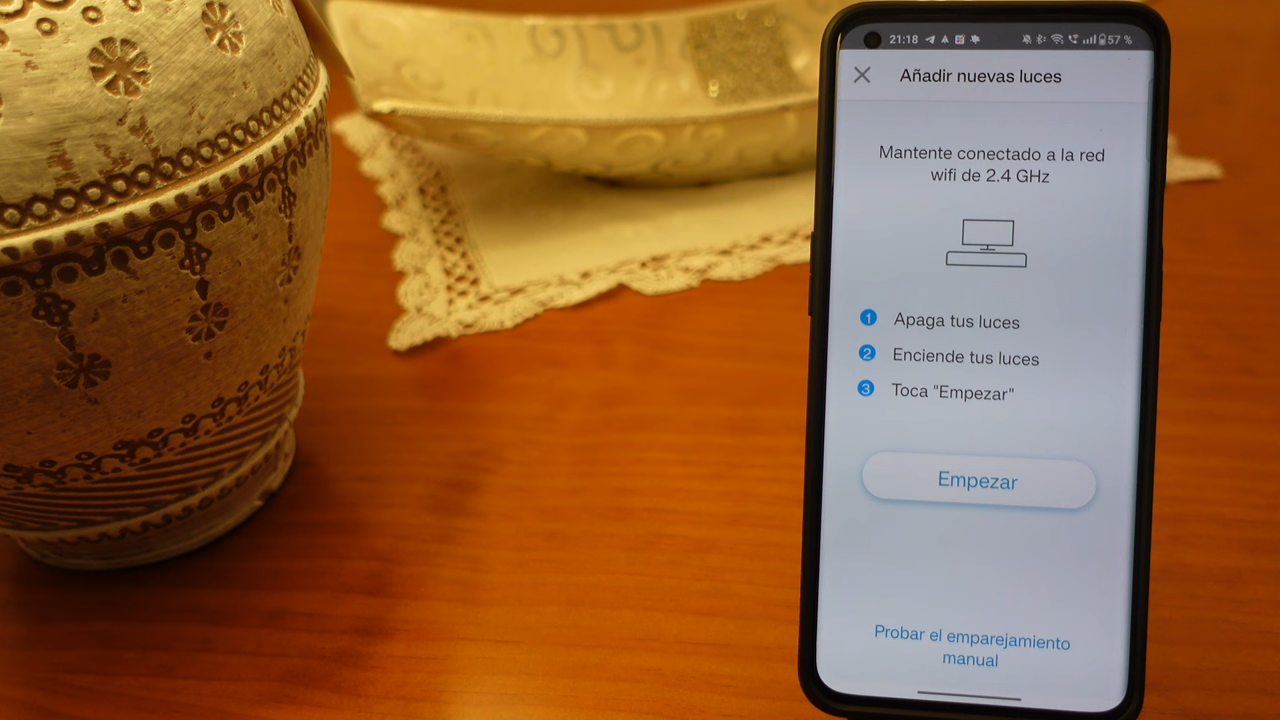 21:18 57 %
Añadir nuevas luces
Mantente conectado a la red
wifi de 2.4 GHz
1 Apaga tus luces
2 Enciende tus luces
3 Toca "Empezar"
Empezar
Probar el emparejamiento
manual